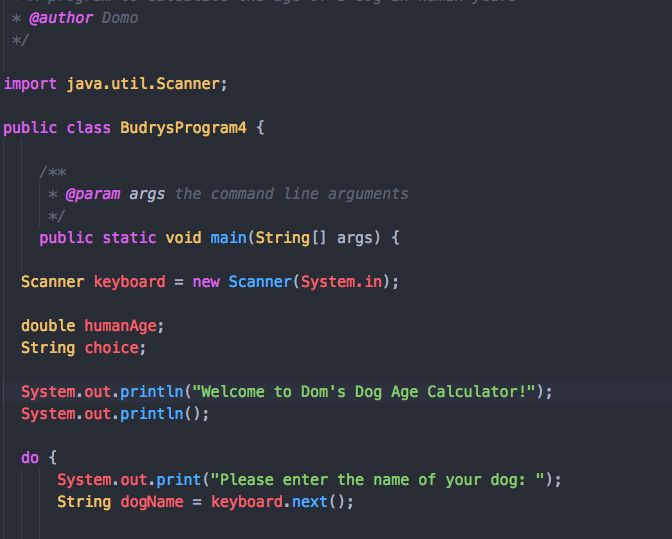 * @author Domo
*/
import java.util.Scanner;
public class BudrysProgram4 {
/**
* @param args the command line arguments
*/
public static void main(String[] args) {
Scanner keyboard = new Scanner(System.in);
double humanAge;
String choice;
System.out.println("Welcome to Dom's Dog Age Calculator!");
System.out.println();
do {
System.out.print("Please enter the name of your dog: ");
String dogName = keyboard.next();